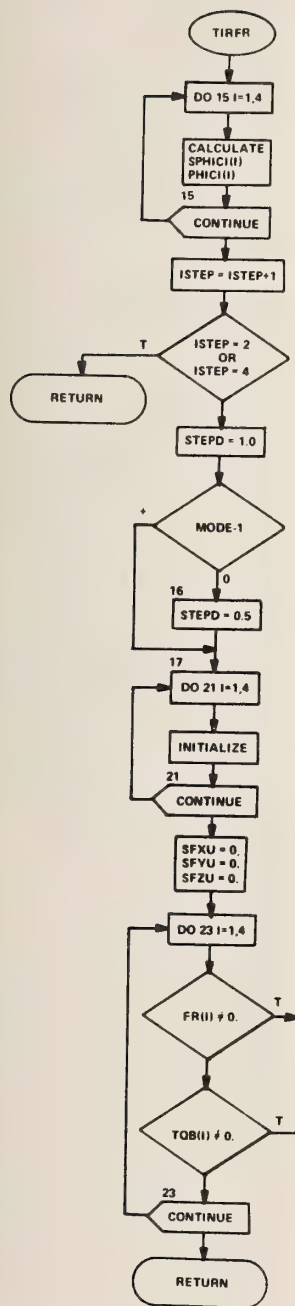 TIRFR
DO 15 I=1,4
CALCULATE
SPHICI(I)
PHICI(I)
15
CONTINUE
ISTEP = ISTEP+1
T
ISTEP = 2
OR
ISTEP = 4
RETURN
STEPD = 1.0
+
MODE-1
0
16
STEPD = 0.5
17
DO 21 I=1,4
INITIALIZE
21
CONTINUE
SFXU = 0.
SFYU = 0.
SFZU = 0.
DO 23 I=1,4
FR(I) ≠ 0.
T
TQB(I) ≠ 0.
T
23
CONTINUE
RETURN